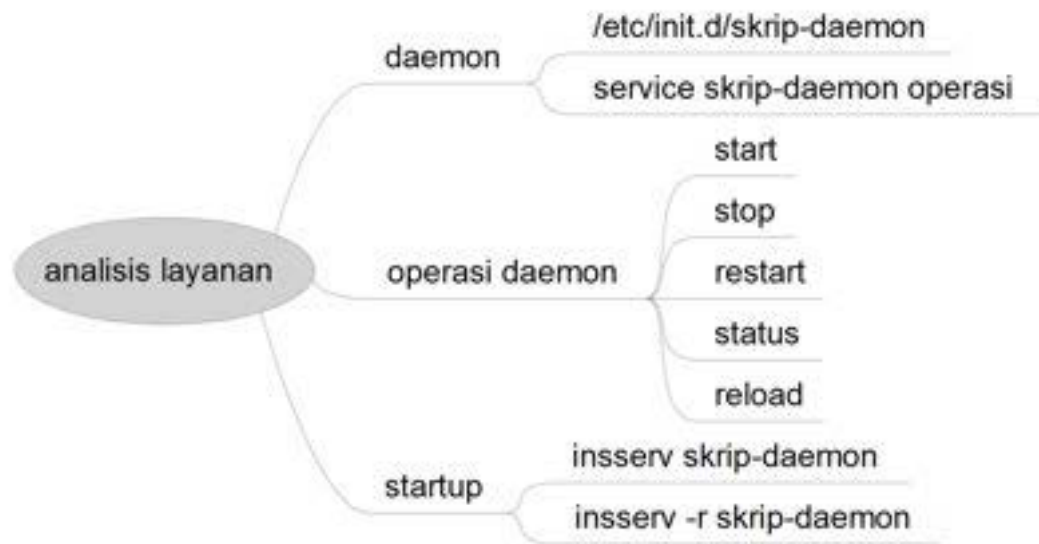 /etc/init.d/skrip-daemon
daemon
service skrip-daemon operasi
start
stop
analisis layanan
operasi daemon
restart
status
reload
insserv skrip-daemon
startup
insserv -r skrip-daemon